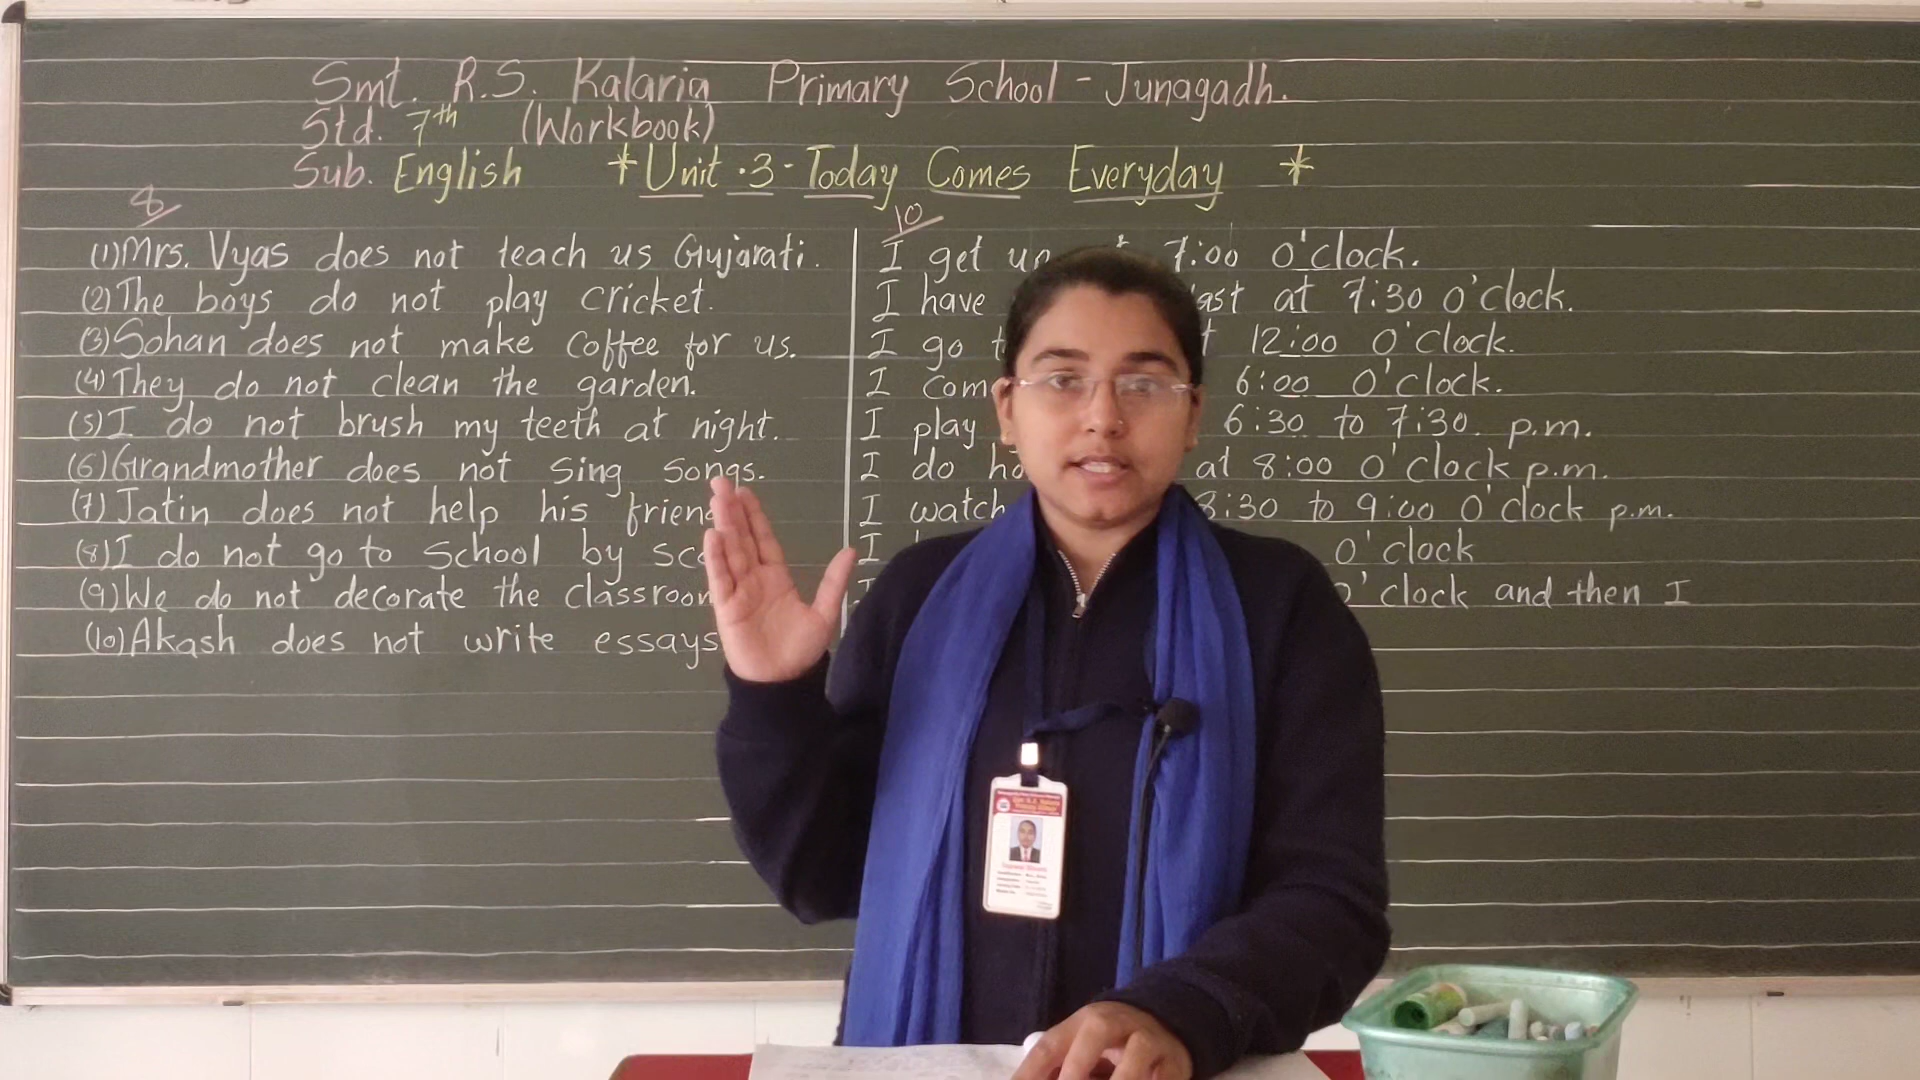 Smt. R.S. Kalaria Primary School - Junagadh.
Std. 7th (Workbook)
Sub. English * Unit.3 - Today Comes Everyday *
8
(1) Mrs. Vyas does not teach us Gujarati.
(2) The boys do not play cricket.
(3) Sohan does not make coffee for us.
(4) They do not clean the garden.
(5) I do not brush my teeth at night.
(6) Grandmother does not sing songs.
(7) Jatin does not help his
(8) I do not go to School by
(9) We do not decorate the
(10) Akash does not write essays
10
I get 7:00 O'clock.
I have at 7:30 O'clock.
I go 12:00 O'clock.
I 6:00 O'clock.
I play 6:30 to 7:30 p.m.
I do at 8:00 O'clock p.m.
I watch 8:30 to 9:00 O'clock p.m.
I O'clock
O'clock and then I